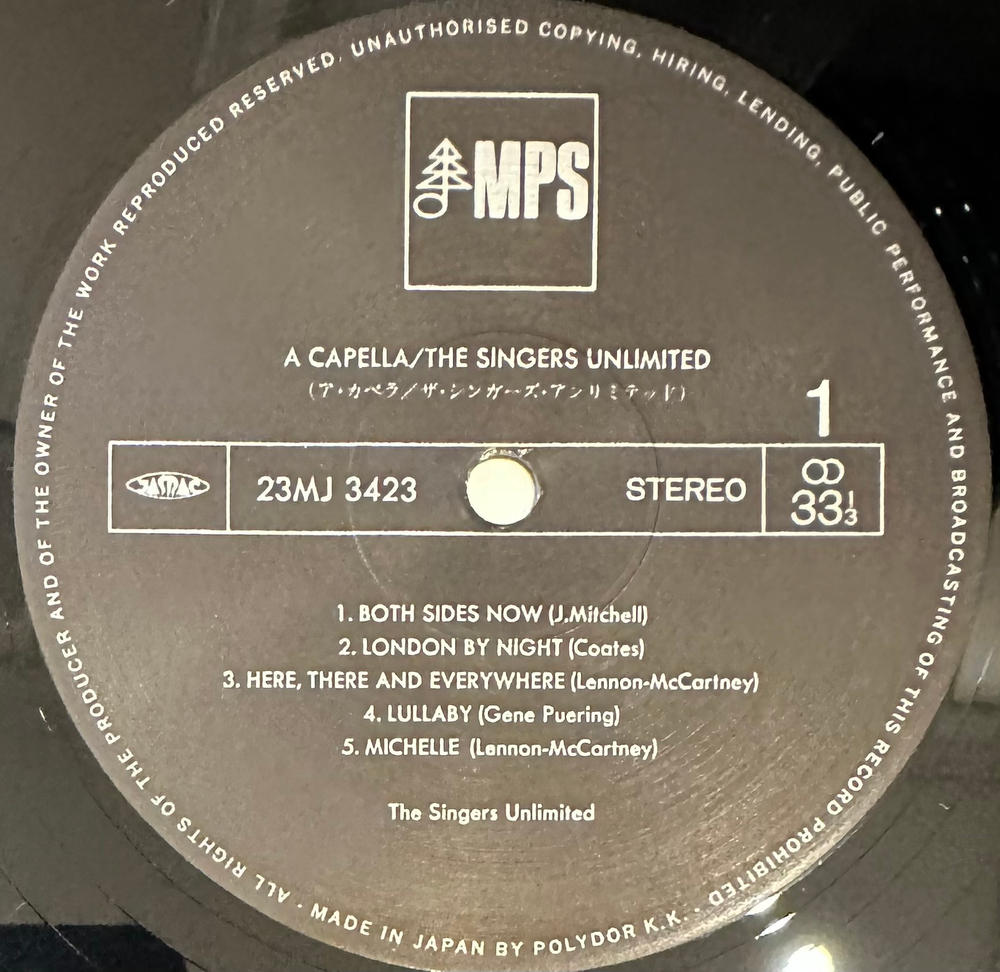 ALL RIGHTS OF THE PRODUCER AND OF THE OWNER OF THE WORK REPRODUCED RESERVED. UNAUTHORISED COPYING, HIRING, LENDING, PUBLIC PERFORMANCE AND BROADCASTING OF THIS RECORD PROHIBITED · MADE IN JAPAN BY POLYDOR K.K. ·
MPS
A CAPELLA/THE SINGERS UNLIMITED
(ア・カペラ/ザ・シンガーズ・アンリミテッド)
1
JASRAC 23MJ 3423 STEREO 33 1/3
1. BOTH SIDES NOW (J.Mitchell)
2. LONDON BY NIGHT (Coates)
3. HERE, THERE AND EVERYWHERE (Lennon-McCartney)
4. LULLABY (Gene Puering)
5. MICHELLE (Lennon-McCartney)
The Singers Unlimited